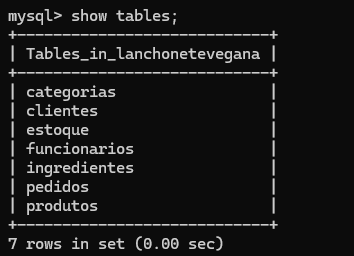 mysql> show tables;
+---------------------------+
| Tables_in_lanchonetevegana |
+---------------------------+
| categorias                 |
| clientes                   |
| estoque                    |
| funcionarios               |
| ingredientes               |
| pedidos                    |
| produtos                   |
+---------------------------+
7 rows in set (0.00 sec)